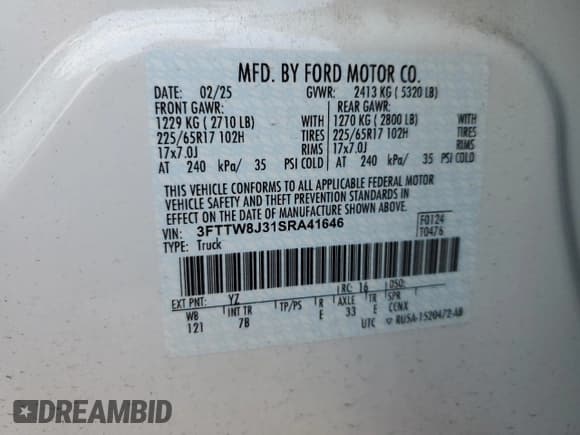 MFD. BY FORD MOTOR CO.
DATE: 02/25 GVWR: 2413 KG ( 5320 LB)
FRONT GAWR: REAR GAWR:
1229 KG ( 2710 LB) WITH 1270 KG ( 2800 LB) WITH
225/65R17 102H TIRES 225/65R17 102H TIRES
17x7.0J RIMS 17x7.0J RIMS
AT 240 kPa/ 35 PSI COLD AT 240 kPa/ 35 PSI COLD
THIS VEHICLE CONFORMS TO ALL APPLICABLE FEDERAL MOTOR
VEHICLE SAFETY AND THEFT PREVENTION STANDARDS IN
EFFECT ON THE DATE OF MANUFACTURE SHOWN ABOVE.
VIN: 3FTTW8J31SRA41646 F0124
TYPE: Truck T0476
EXT PNT: YZ RC: 16 DSO:
WB INT TR TP/PS R AXLE TR SPR
121 7B E 33 E CCNX
UTC RU5A-1520472-AB
DREAMBID